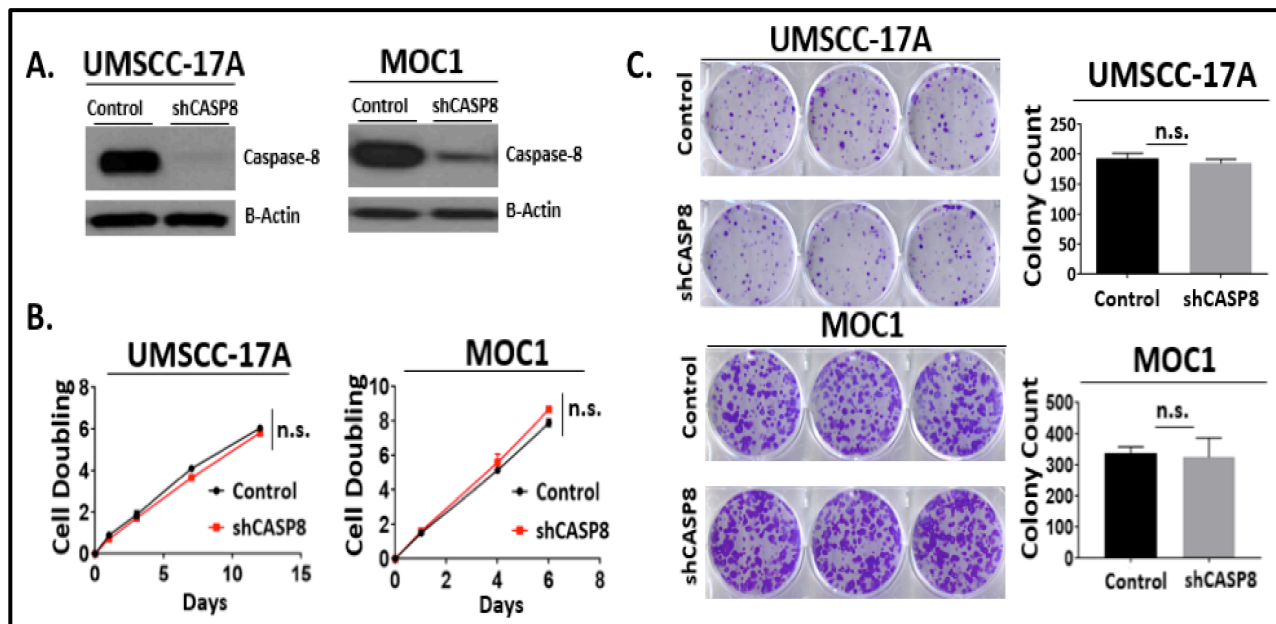 A.
UMSCC-17A
Control shCASP8
Caspase-8
B-Actin
MOC1
Control shCASP8
Caspase-8
B-Actin
B.
UMSCC-17A
Cell Doubling
6
4
2
0
0 5 10 15
Days
n.s.
Control
shCASP8
MOC1
Cell Doubling
10
8
6
4
2
0
0 2 4 6 8
Days
n.s.
Control
shCASP8
C.
UMSCC-17A
Control
shCASP8
MOC1
Control
shCASP8
UMSCC-17A
Colony Count
250
200
150
200
250
0
n.s.
Control shCASP8
MOC1
Colony Count
500
400
300
200
100
0
n.s.
Control shCASP8